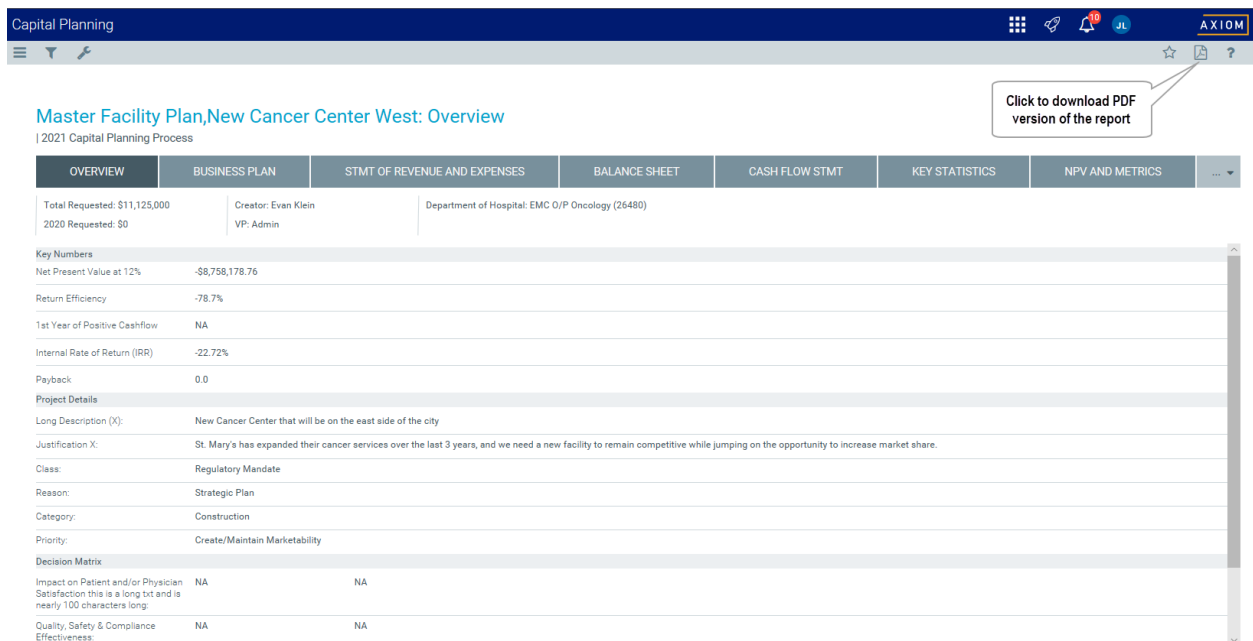 Capital Planning
10
JL
AXIOM
?
Click to download PDF
version of the report
Master Facility Plan,New Cancer Center West: Overview
| 2021 Capital Planning Process
OVERVIEW BUSINESS PLAN STMT OF REVENUE AND EXPENSES BALANCE SHEET CASH FLOW STMT KEY STATISTICS NPV AND METRICS ...
Total Requested: $11,125,000 Creator: Evan Klein Department of Hospital: EMC O/P Oncology (26480)
2020 Requested: $0 VP: Admin
Key Numbers
Net Present Value at 12% -$8,758,178.76
Return Efficiency -78.7%
1st Year of Positive Cashflow NA
Internal Rate of Return (IRR) -22.72%
Payback 0.0
Project Details
Long Description (X): New Cancer Center that will be on the east side of the city
Justification X: St. Mary's has expanded their cancer services over the last 3 years, and we need a new facility to remain competitive while jumping on the opportunity to increase market share.
Class: Regulatory Mandate
Reason: Strategic Plan
Category: Construction
Priority: Create/Maintain Marketability
Decision Matrix
Impact on Patient and/or Physician NA NA
Satisfaction this is a long txt and is
nearly 100 characters long:
Quality, Safety & Compliance NA NA
Effectiveness: